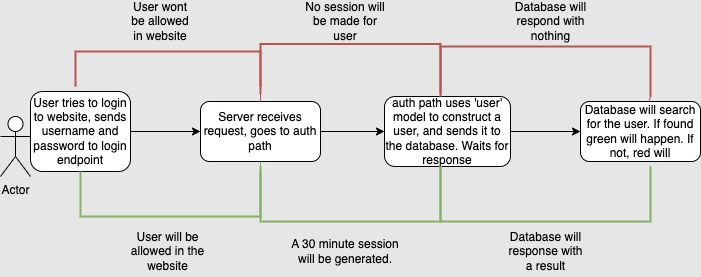 User wont
be allowed
in website
No session will
be made for
user
Database will
respond with
nothing
User tries to login
to website, sends
username and
password to login
endpoint
Server receives
request, goes to auth
path
auth path uses 'user'
model to construct a
user, and sends it to
the database. Waits for
response
Database will search
for the user. If found
green will happen. If
not, red will
Actor
User will be
allowed in the
website
A 30 minute session
will be generated.
Database will
response with
a result